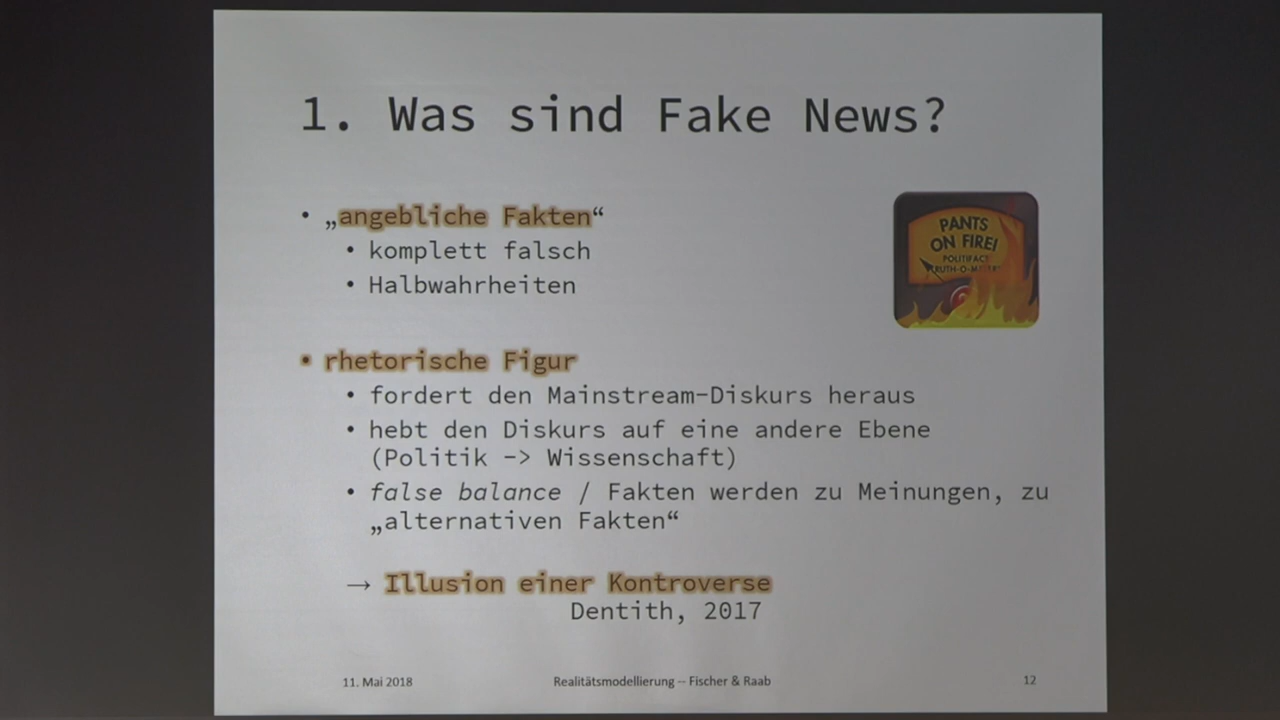 1. Was sind Fake News?
• „angebliche Fakten“
• komplett falsch
• Halbwahrheiten
PANTS
ON FIRE!
POLITIFACT
TRUTH-O-METER
• rhetorische Figur
• fordert den Mainstream-Diskurs heraus
• hebt den Diskurs auf eine andere Ebene
(Politik -> Wissenschaft)
• false balance / Fakten werden zu Meinungen, zu
„alternativen Fakten“
→ Illusion einer Kontroverse
Dentith, 2017
11. Mai 2018
Realitätsmodellierung -- Fischer & Raab
12